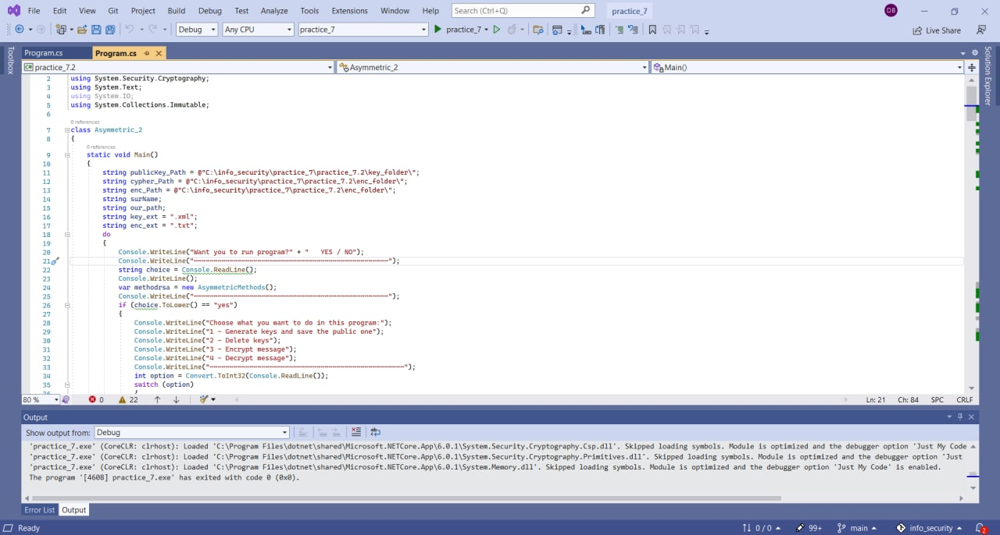 File Edit View Git Project Build Debug Test Analyze Tools Extensions Window Help Search (Ctrl+Q) practice_7 DB
Debug Any CPU practice_7 practice_7 Live Share
Toolbox
Program.cs Program.cs
Solution Explorer
practice_7.2 Asymmetric_2 Main()
2 using System.Security.Cryptography;
3 using System.Text;
4 using System.IO;
5 using System.Collections.Immutable;
6
0 references
7 class Asymmetric_2
8 {
0 references
9 static void Main()
10 {
11 string publicKey_Path = @"C:\info_security\practice_7\practice_7.2\key_folder\";
12 string cypher_Path = @"C:\info_security\practice_7\practice_7.2\enc_folder\";
13 string enc_Path = @"C:\info_security\practice_7\practice_7.2\enc_folder\";
14 string surName;
15 string our_path;
16 string key_ext = ".xml";
17 string enc_ext = ".txt";
18 do
19 {
20 Console.WriteLine("Want you to run program?" + "   YES / NO");
21 Console.WriteLine("~~~~~~~~~~~~~~~~~~~~~~~~~~~~~~~~~~~~~~~~~~~~~~~~~");
22 string choice = Console.ReadLine();
23 Console.WriteLine();
24 var methodrsa = new AsymmetricMethods();
25 Console.WriteLine("~~~~~~~~~~~~~~~~~~~~~~~~~~~~~~~~~~~~~~~~~~~~~~~~~");
26 if (choice.ToLower() == "yes")
27 {
28 Console.WriteLine("Choose what you want to do in this program:");
29 Console.WriteLine("1 - Generate keys and save the public one");
30 Console.WriteLine("2 - Delete keys");
31 Console.WriteLine("3 - Encrypt message");
32 Console.WriteLine("4 - Decrypt message");
33 Console.WriteLine("~~~~~~~~~~~~~~~~~~~~~~~~~~~~~~~~~~~~~~~~~~~~~~~~~");
34 int option = Convert.ToInt32(Console.ReadLine());
35 switch (option)
80 % 0 22 Ln: 21 Ch: 84 SPC CRLF
Output
Show output from: Debug
'practice_7.exe' (CoreCLR: clrhost): Loaded 'C:\Program Files\dotnet\shared\Microsoft.NETCore.App\6.0.1\System.Security.Cryptography.Csp.dll'. Skipped loading symbols. Module is optimized and the debugger option 'Just My Code
'practice_7.exe' (CoreCLR: clrhost): Loaded 'C:\Program Files\dotnet\shared\Microsoft.NETCore.App\6.0.1\System.Security.Cryptography.Primitives.dll'. Skipped loading symbols. Module is optimized and the debugger option 'Just
'practice_7.exe' (CoreCLR: clrhost): Loaded 'C:\Program Files\dotnet\shared\Microsoft.NETCore.App\6.0.1\System.Memory.dll'. Skipped loading symbols. Module is optimized and the debugger option 'Just My Code' is enabled.
The program '[4608] practice_7.exe' has exited with code 0 (0x0).
Error List Output
Ready 0 / 0 99+ main info_security 2